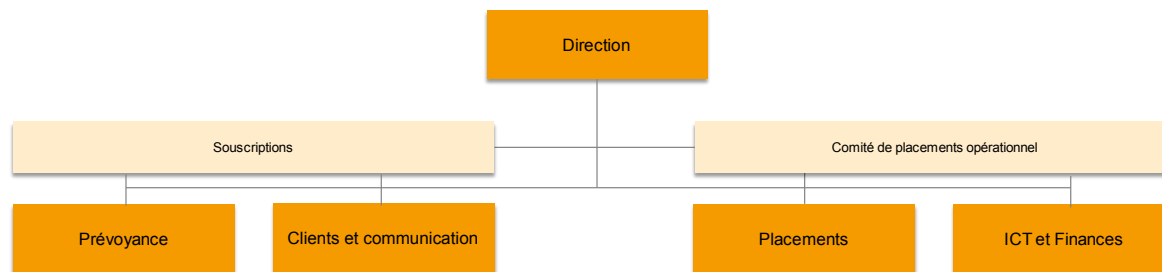 Direction
Souscriptions
Comité de placements opérationnel
Prévoyance
Clients et communication
Placements
ICT et Finances